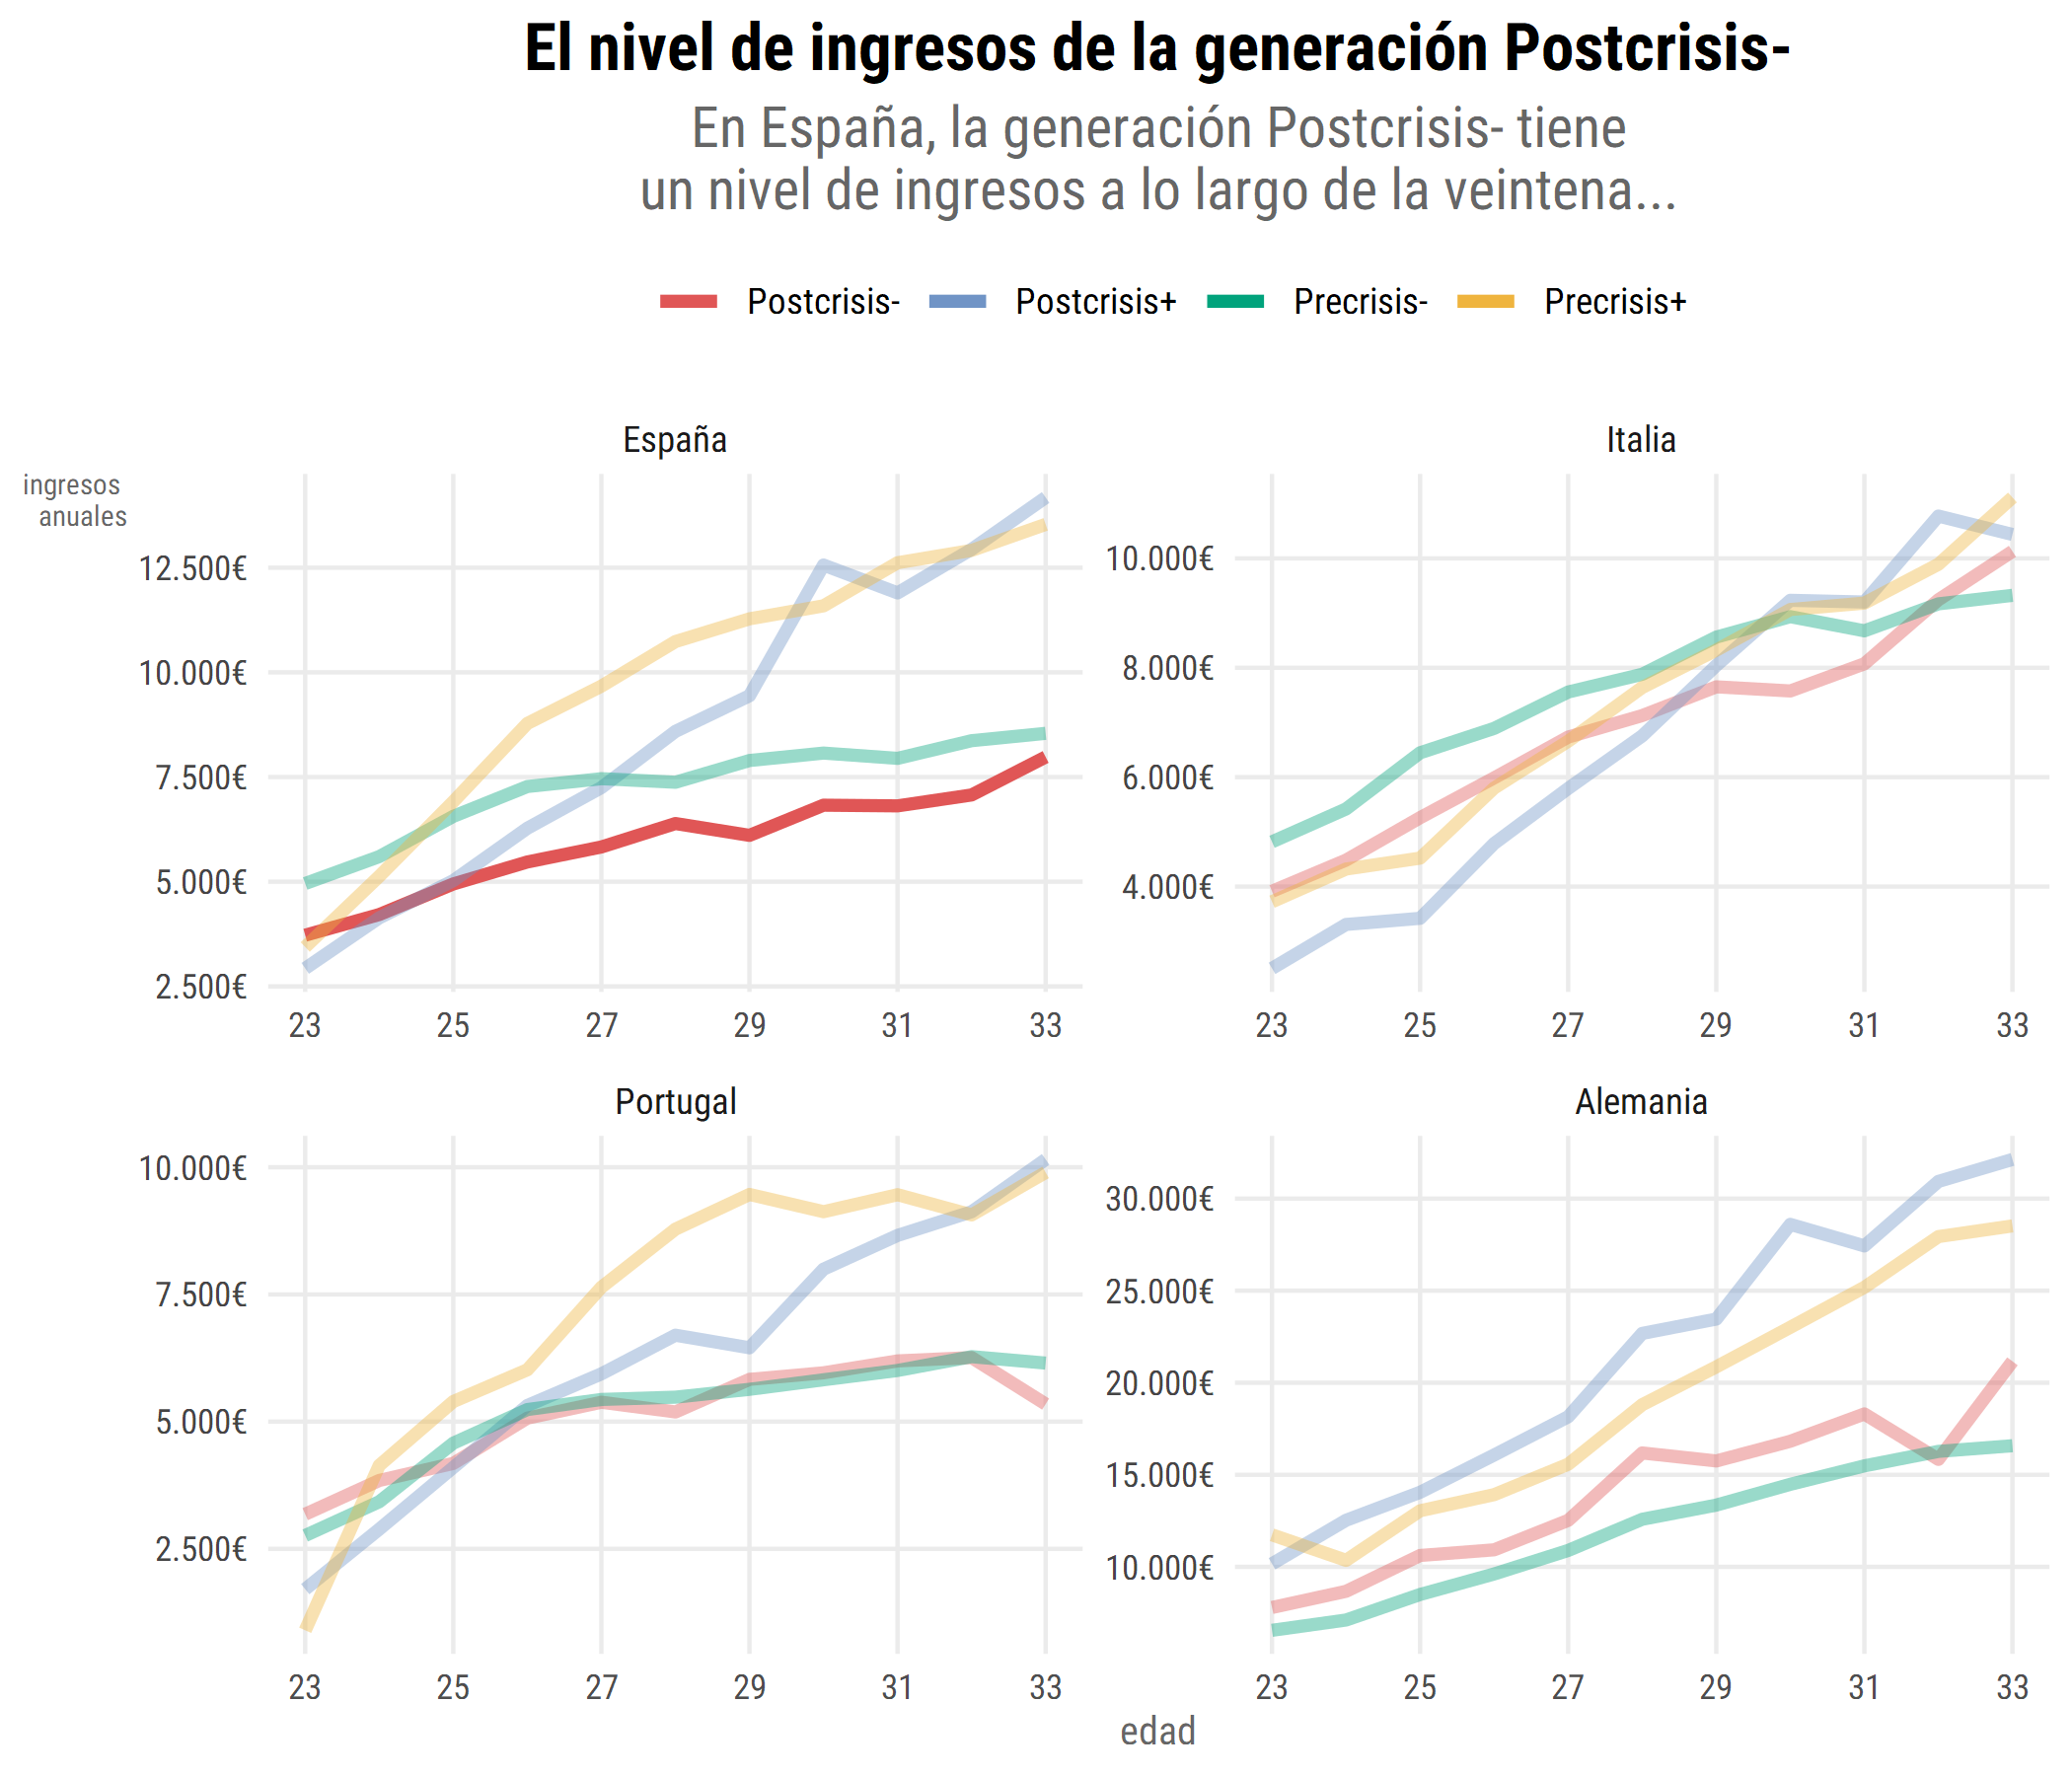 El nivel de ingresos de la generación Postcrisis-
En España, la generación Postcrisis- tiene
un nivel de ingresos a lo largo de la veintena...
Postcrisis- Postcrisis+ Precrisis- Precrisis+
España
ingresos
anuales
12.500€
10.000€
7.500€
5.000€
2.500€
23 25 27 29 31 33
Italia
10.000€
8.000€
6.000€
4.000€
23 25 27 29 31 33
Portugal
10.000€
7.500€
5.000€
2.500€
23 25 27 29 31 33
Alemania
30.000€
25.000€
20.000€
15.000€
10.000€
23 25 27 29 31 33
edad